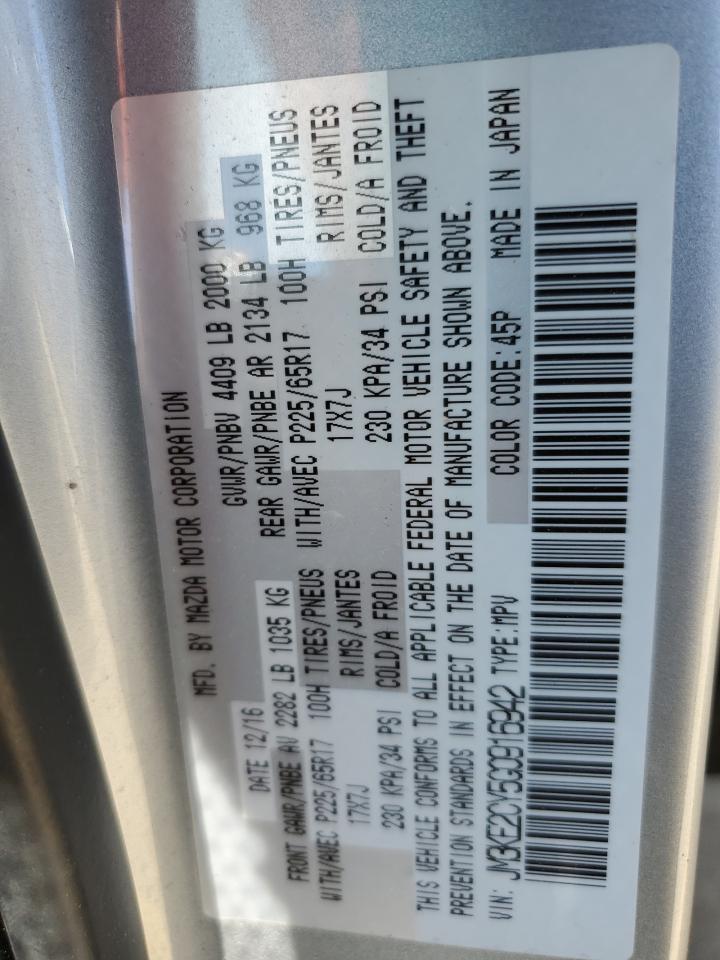 MFD. BY MAZDA MOTOR CORPORATION
DATE 12/16 GVWR/PNBV 4409 LB 2000 KG
FRONT GAWR/PNBE AV 2282 LB 1035 KG REAR GAWR/PNBE AR 2134 LB 968 KG
WITH/AVEC P225/65R17 100H TIRES/PNEUS WITH/AVEC P225/65R17 100H TIRES/PNEUS
17X7J RIMS/JANTES 17X7J RIMS/JANTES
230 KPA/34 PSI COLD/A FROID 230 KPA/34 PSI COLD/A FROID
THIS VEHICLE CONFORMS TO ALL APPLICABLE FEDERAL MOTOR VEHICLE SAFETY AND THEFT
PREVENTION STANDARDS IN EFFECT ON THE DATE OF MANUFACTURE SHOWN ABOVE.
VIN: JM3KE2CY5G0916942 TYPE:MPV COLOR CODE:45P MADE IN JAPAN